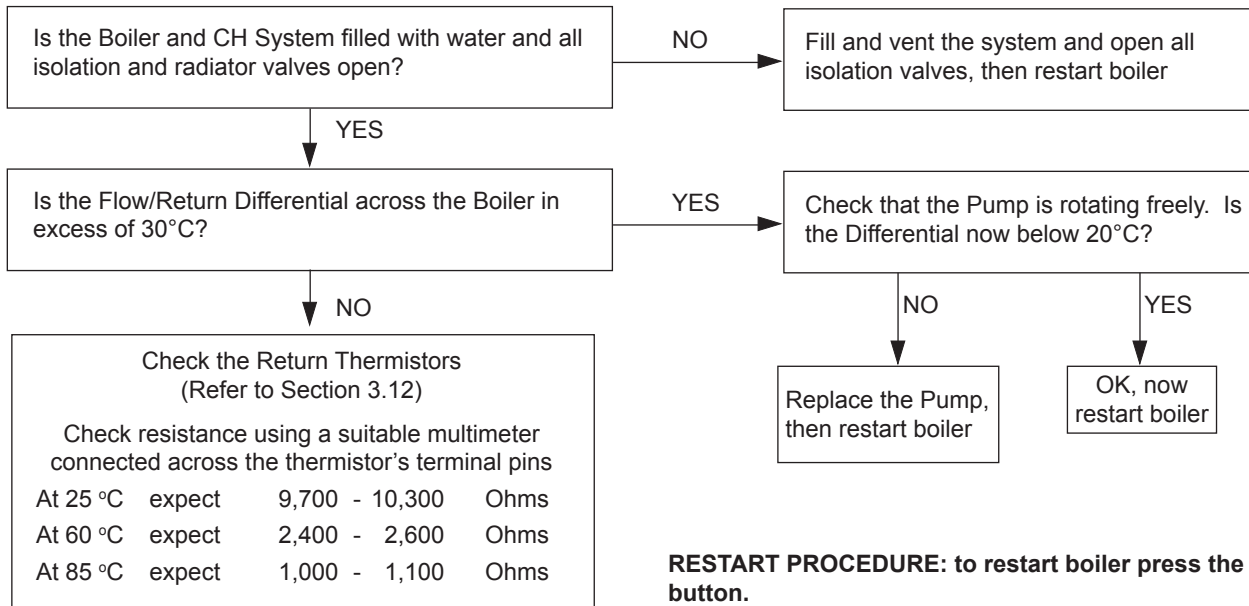 Is the Boiler and CH System filled with water and all
isolation and radiator valves open?
NO
Fill and vent the system and open all
isolation valves, then restart boiler
YES
Is the Flow/Return Differential across the Boiler in
excess of 30°C?
YES
Check that the Pump is rotating freely.  Is
the Differential now below 20°C?
NO
NO
YES
Check the Return Thermistors
(Refer to Section 3.12)
Check resistance using a suitable multimeter
connected across the thermistor's terminal pins
At 25 °C expect 9,700 - 10,300 Ohms
At 60 °C expect 2,400 - 2,600 Ohms
At 85 °C expect 1,000 - 1,100 Ohms
Replace the Pump,
then restart boiler
OK, now
restart boiler
RESTART PROCEDURE: to restart boiler press the
button.